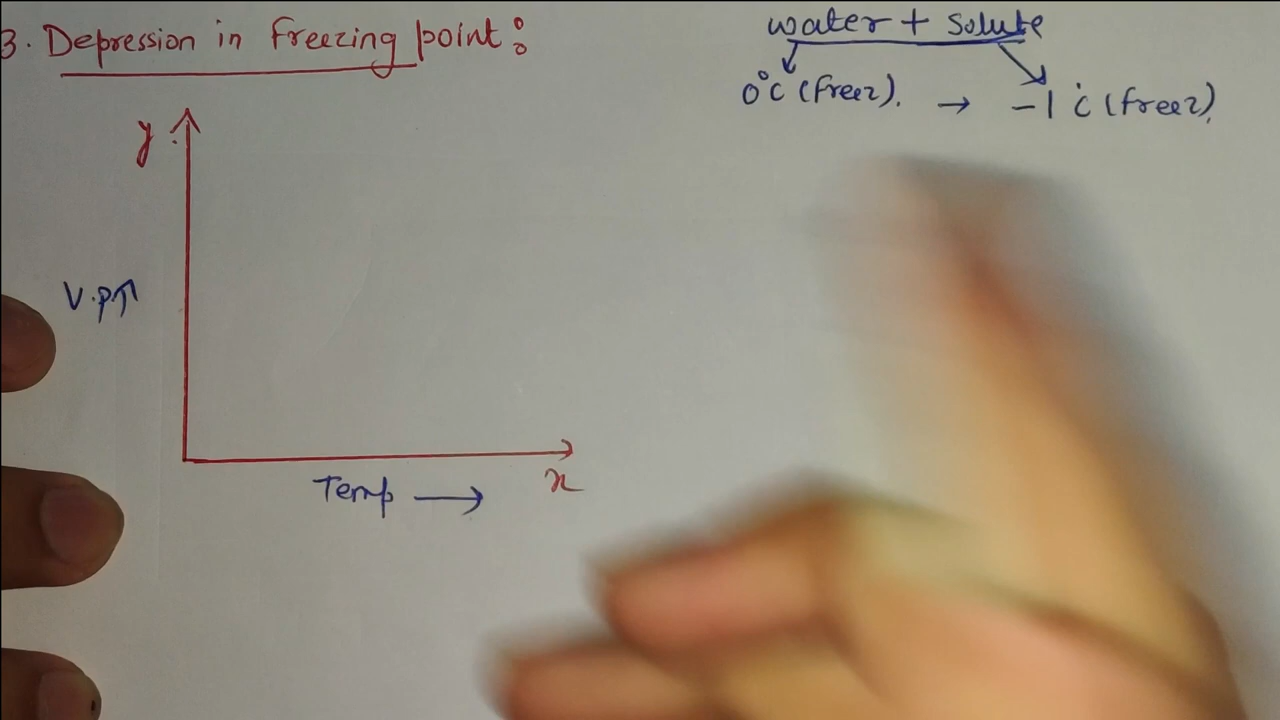 3. Depression in freezing point:
water + solute
0°C (freez). → -1°C (freez).
y
V.p↑
Temp →
x